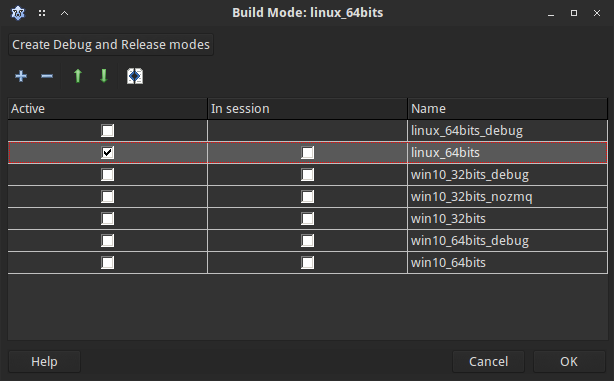 Build Mode: linux_64bits
Create Debug and Release modes
Active In session Name
linux_64bits_debug
linux_64bits
win10_32bits_debug
win10_32bits_nozmq
win10_32bits
win10_64bits_debug
win10_64bits
Help Cancel OK